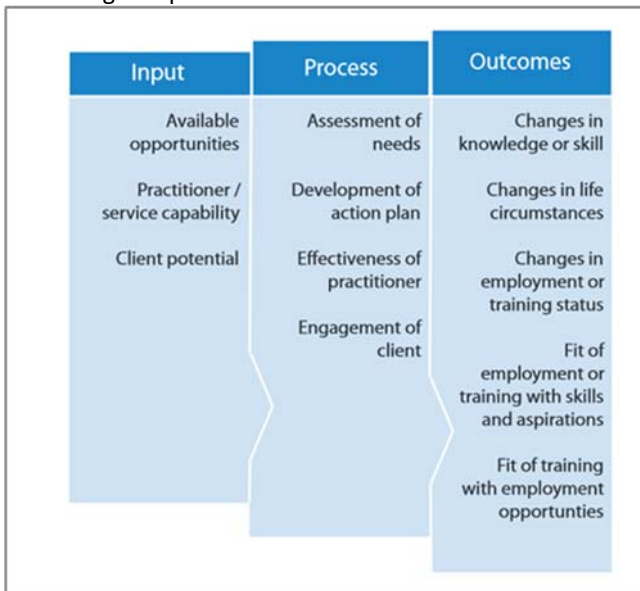 Input
Available
opportunities
Practitioner /
service capability
Client potential
Process
Assessment of
needs
Development of
action plan
Effectiveness of
practitioner
Engagement of
client
Outcomes
Changes in
knowledge or skill
Changes in life
circumstances
Changes in
employment or
training status
Fit of
employment or
training with skills
and aspirations
Fit of training
with employment
opportunties